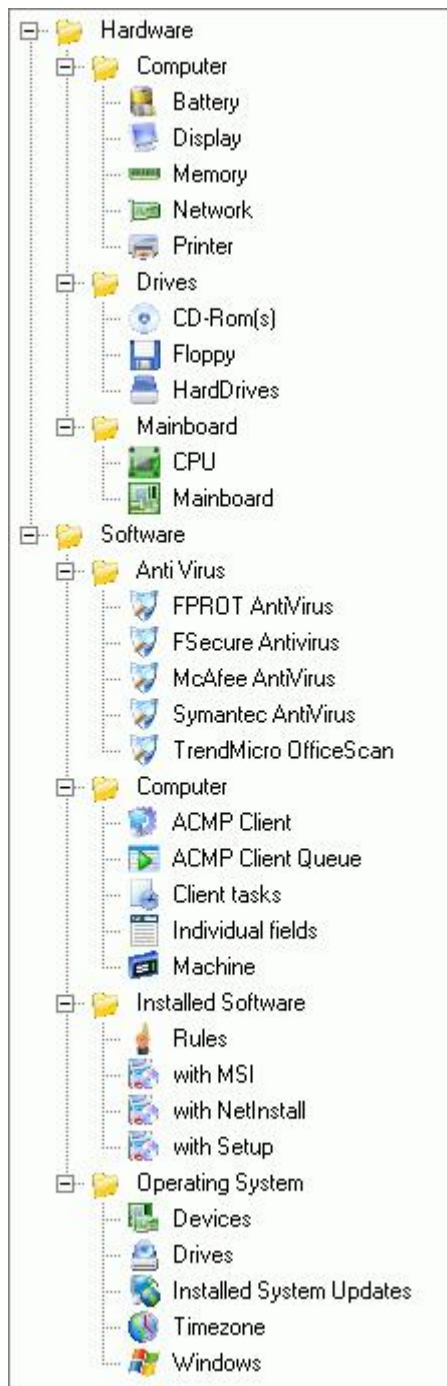 Hardware
Computer
Battery
Display
Memory
Network
Printer
Drives
CD-Rom(s)
Floppy
HardDrives
Mainboard
CPU
Mainboard
Software
Anti Virus
FPROT AntiVirus
FSecure Antivirus
McAfee AntiVirus
Symantec AntiVirus
TrendMicro OfficeScan
Computer
ACMP Client
ACMP Client Queue
Client tasks
Individual fields
Machine
Installed Software
Rules
with MSI
with NetInstall
with Setup
Operating System
Devices
Drives
Installed System Updates
Timezone
Windows